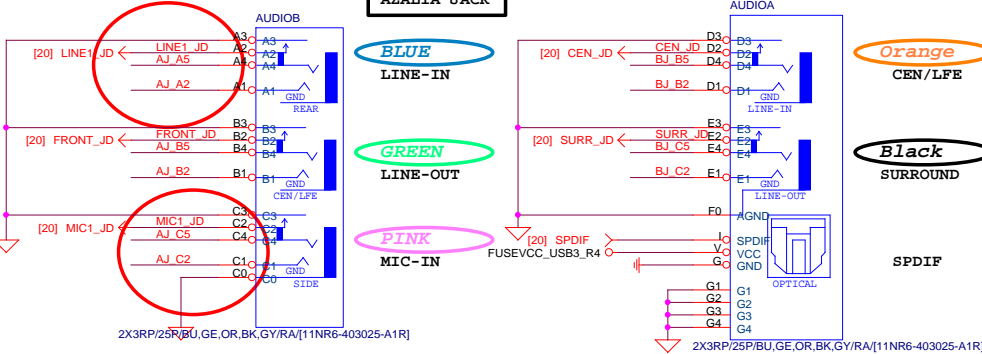 AZALIA JACK
AUDIOB
A3 A3
[20] LINE1_JD LINE1_JD A2 A2
AJ_A5 A4 A4
AJ_A2 A1 A1
GND
REAR
BLUE
LINE-IN
B3 B3
[20] FRONT_JD FRONT_JD B2 B2
AJ_B5 B4 B4
AJ_B2 B1 B1
GND
CEN/LFE
GREEN
LINE-OUT
C3 C3
[20] MIC1_JD MIC1_JD C2 C2
AJ_C5 C4 C4
AJ_C2 C1 C1
C0 C0
GND
SIDE
PINK
MIC-IN
2X3RP/25P/BU,GE,OR,BK,GY/RA/[11NR6-403025-A1R]
AUDIOA
D3 D3
[20] CEN_JD CEN_JD D2 D2
BJ_B5 D4 D4
BJ_B2 D1 D1
GND
LINE-IN
Orange
CEN/LFE
E3 E3
[20] SURR_JD SURR_JD E2 E2
BJ_C5 E4 E4
BJ_C2 E1 E1
GND
LINE-OUT
Black
SURROUND
F0 AGND
[20] SPDIF I SPDIF
FUSEVCC_USB3_R4 V VCC
G GND
OPTICAL
SPDIF
G1 G1
G2 G2
G3 G3
G4 G4
2X3RP/25P/BU,GE,OR,BK,GY/RA/[11NR6-403025-A1R]